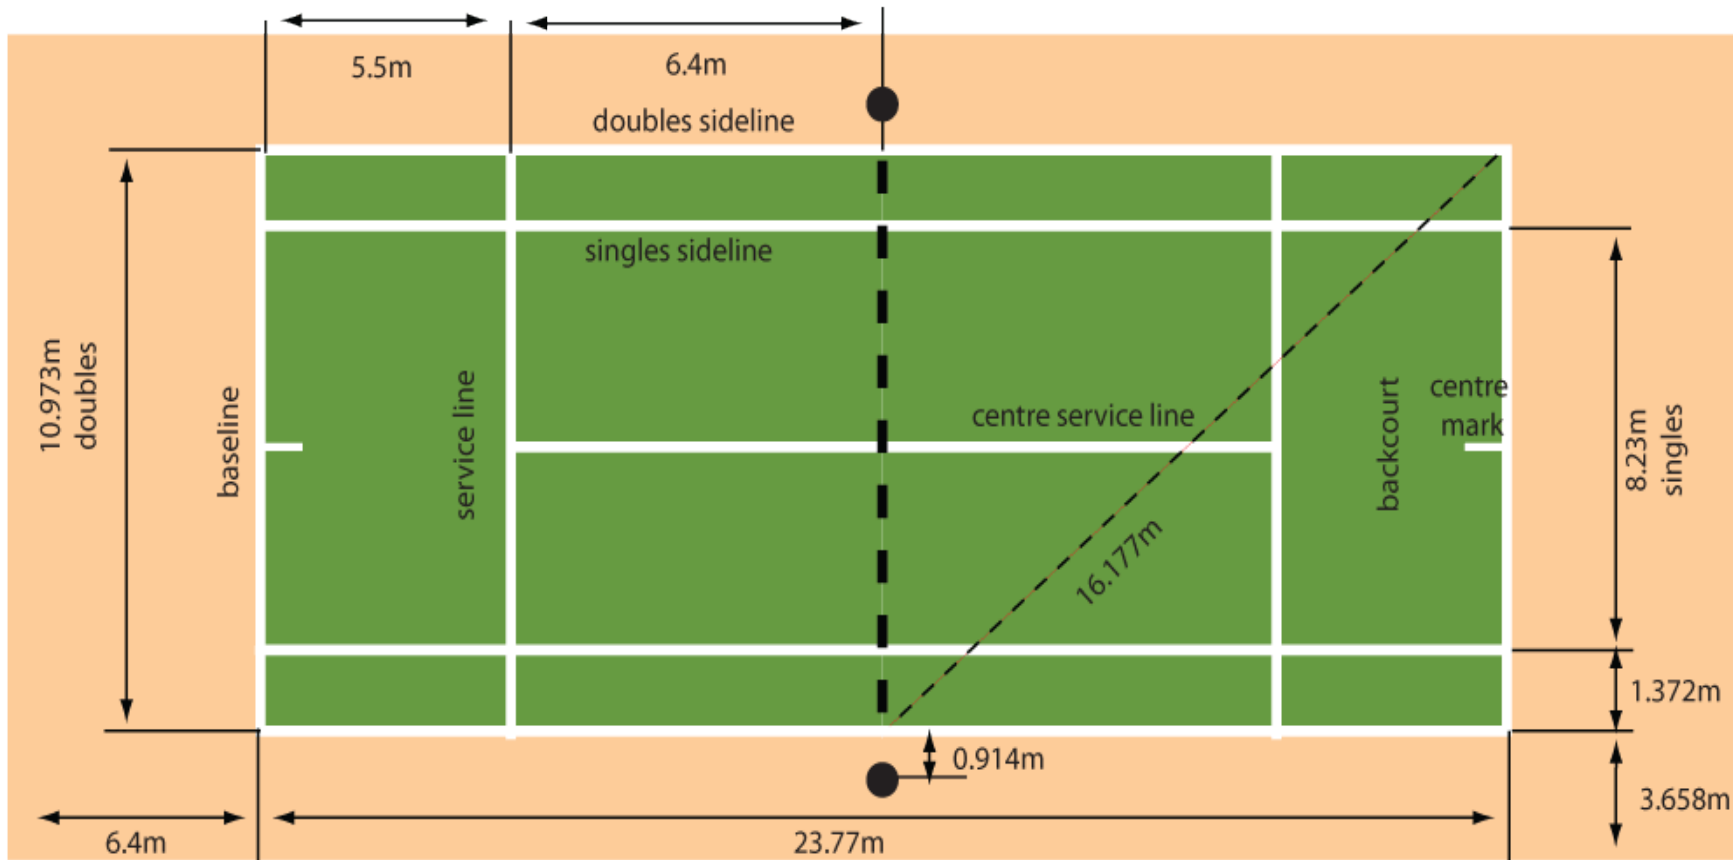 5.5m
6.4m
doubles sideline
singles sideline
10.973m
doubles
baseline
service line
centre service line
backcourt
centre
mark
8.23m
singles
16.177m
1.372m
0.914m
3.658m
6.4m
23.77m